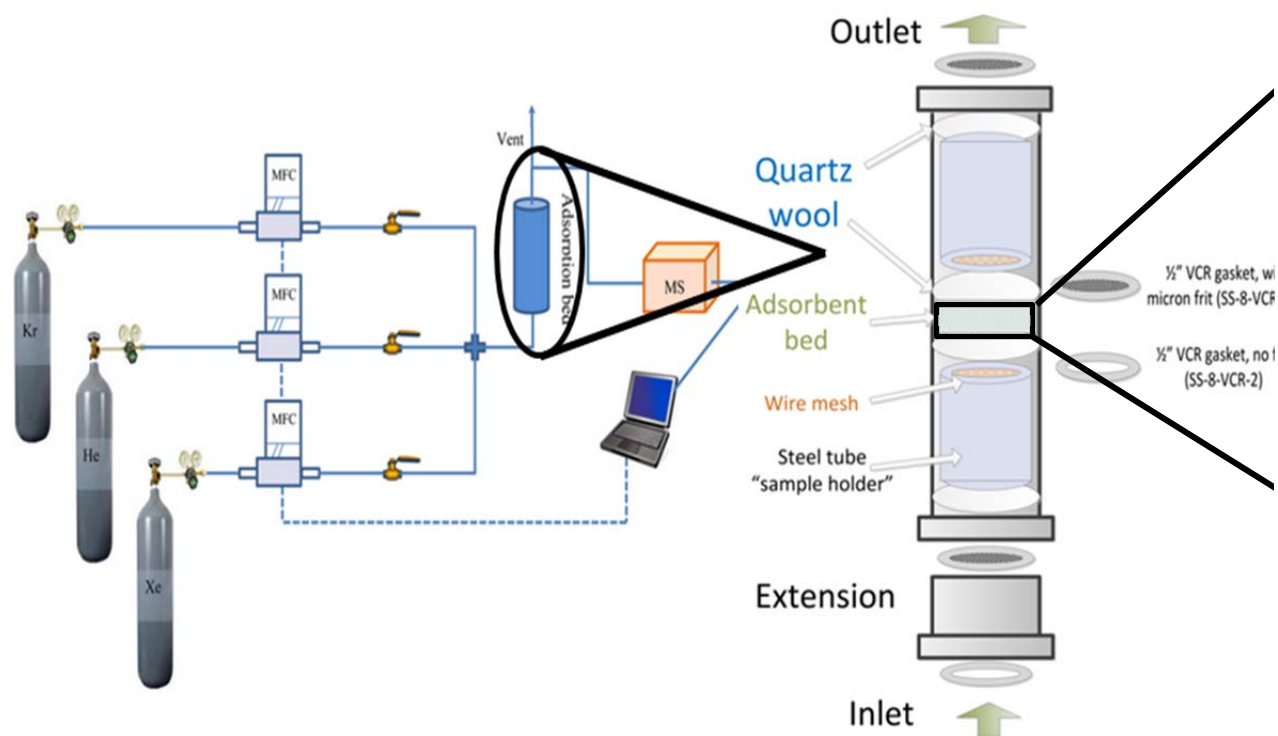 Outlet
Vent
MFC
Adsorption bed
Quartz
wool
Kr
MFC
MS
½" VCR gasket, wi
micron frit (SS-8-VCR
Adsorbent
bed
½" VCR gasket, no f
(SS-8-VCR-2)
Wire mesh
He
MFC
Steel tube
"sample holder"
Xe
Extension
Inlet